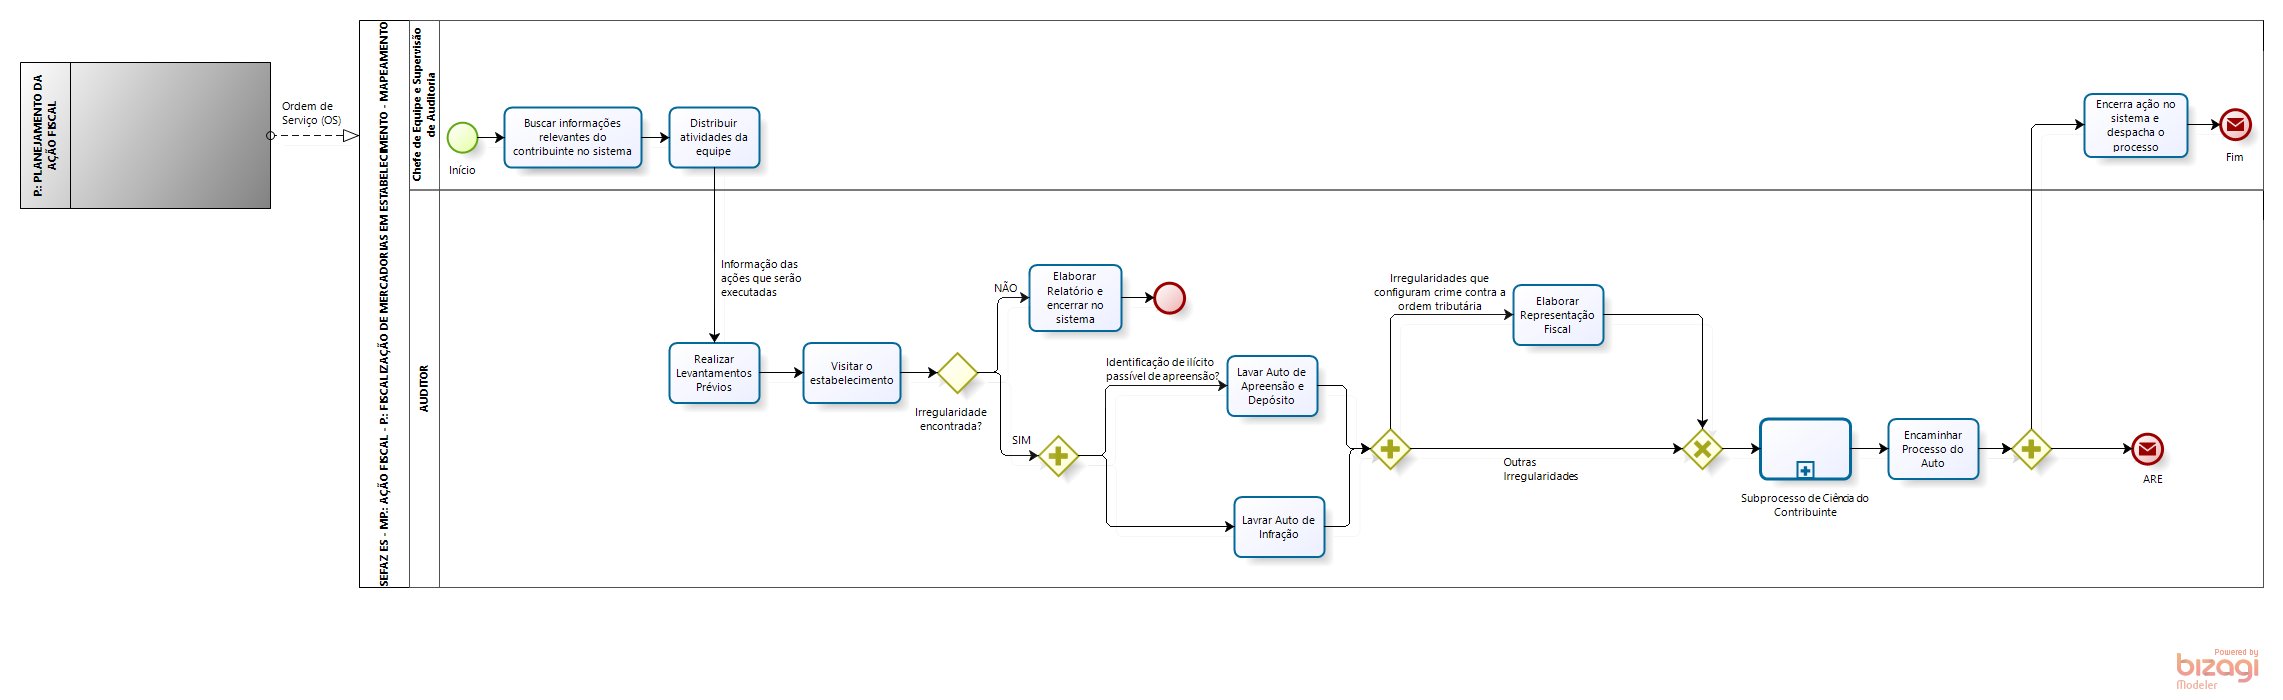 P.: PLANEJAMENTO DA
AÇÃO FISCAL
Ordem de
Serviço (OS)
SEFAZ ES - MP.: AÇÃO FISCAL - P.: FISCALIZAÇÃO DE MERCADORIAS EM ESTABELECIMENTO - MAPEAMENTO
Chefe de Equipe e Supervisão
de Auditoria
Início
Buscar informações
relevantes do
contribuinte no sistema
Distribuir
atividades da
equipe
Encerra ação no
sistema e
despacha o
processo
Fim
AUDITOR
Informação das
ações que serão
executadas
Realizar
Levantamentos
Prévios
Visitar o
estabelecimento
Irregularidade
encontrada?
NÃO
Elaborar
Relatório e
encerrar no
sistema
SIM
Identificação de ilícito
passível de apreensão?
Lavar Auto de
Apreensão e
Depósito
Lavrar Auto de
Infração
Irregularidades que
configuram crime contra a
ordem tributária
Elaborar
Representação
Fiscal
Outras
Irregularidades
Subprocesso de Ciência do
Contribuinte
Encaminhar
Processo do
Auto
ARE
Powered by
bizagi
Modeler